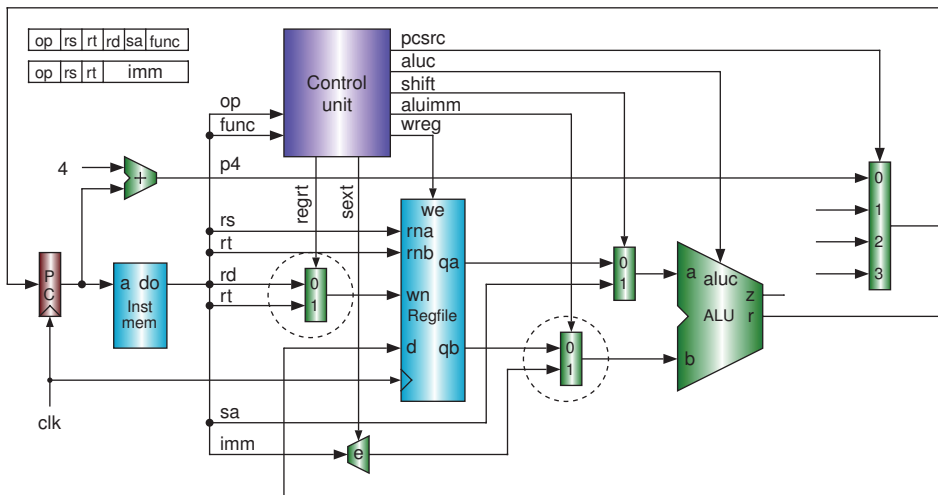 op rs rt rd sa func
op rs rt imm
Control
unit
pcsrc
aluc
shift
aluimm
wreg
op
func
p4
4
+
regrt
sext
we
rs
rna
rt
rnb
qa
rd
0
1
rt
wn
Regfile
d
qb
P
C
a do
Inst
mem
clk
sa
imm
e
0
1
0
1
a
aluc
ALU
z
r
b
0
1
2
3